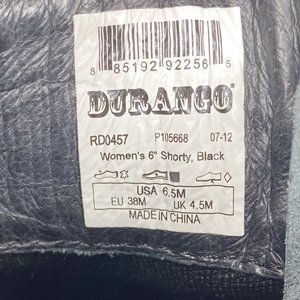 8 85192 92256 5
DURANGO®
RD0457 P105668 07-12
Women's 6" Shorty, Black
USA 6.5M
EU 38M UK 4.5M
MADE IN CHINA